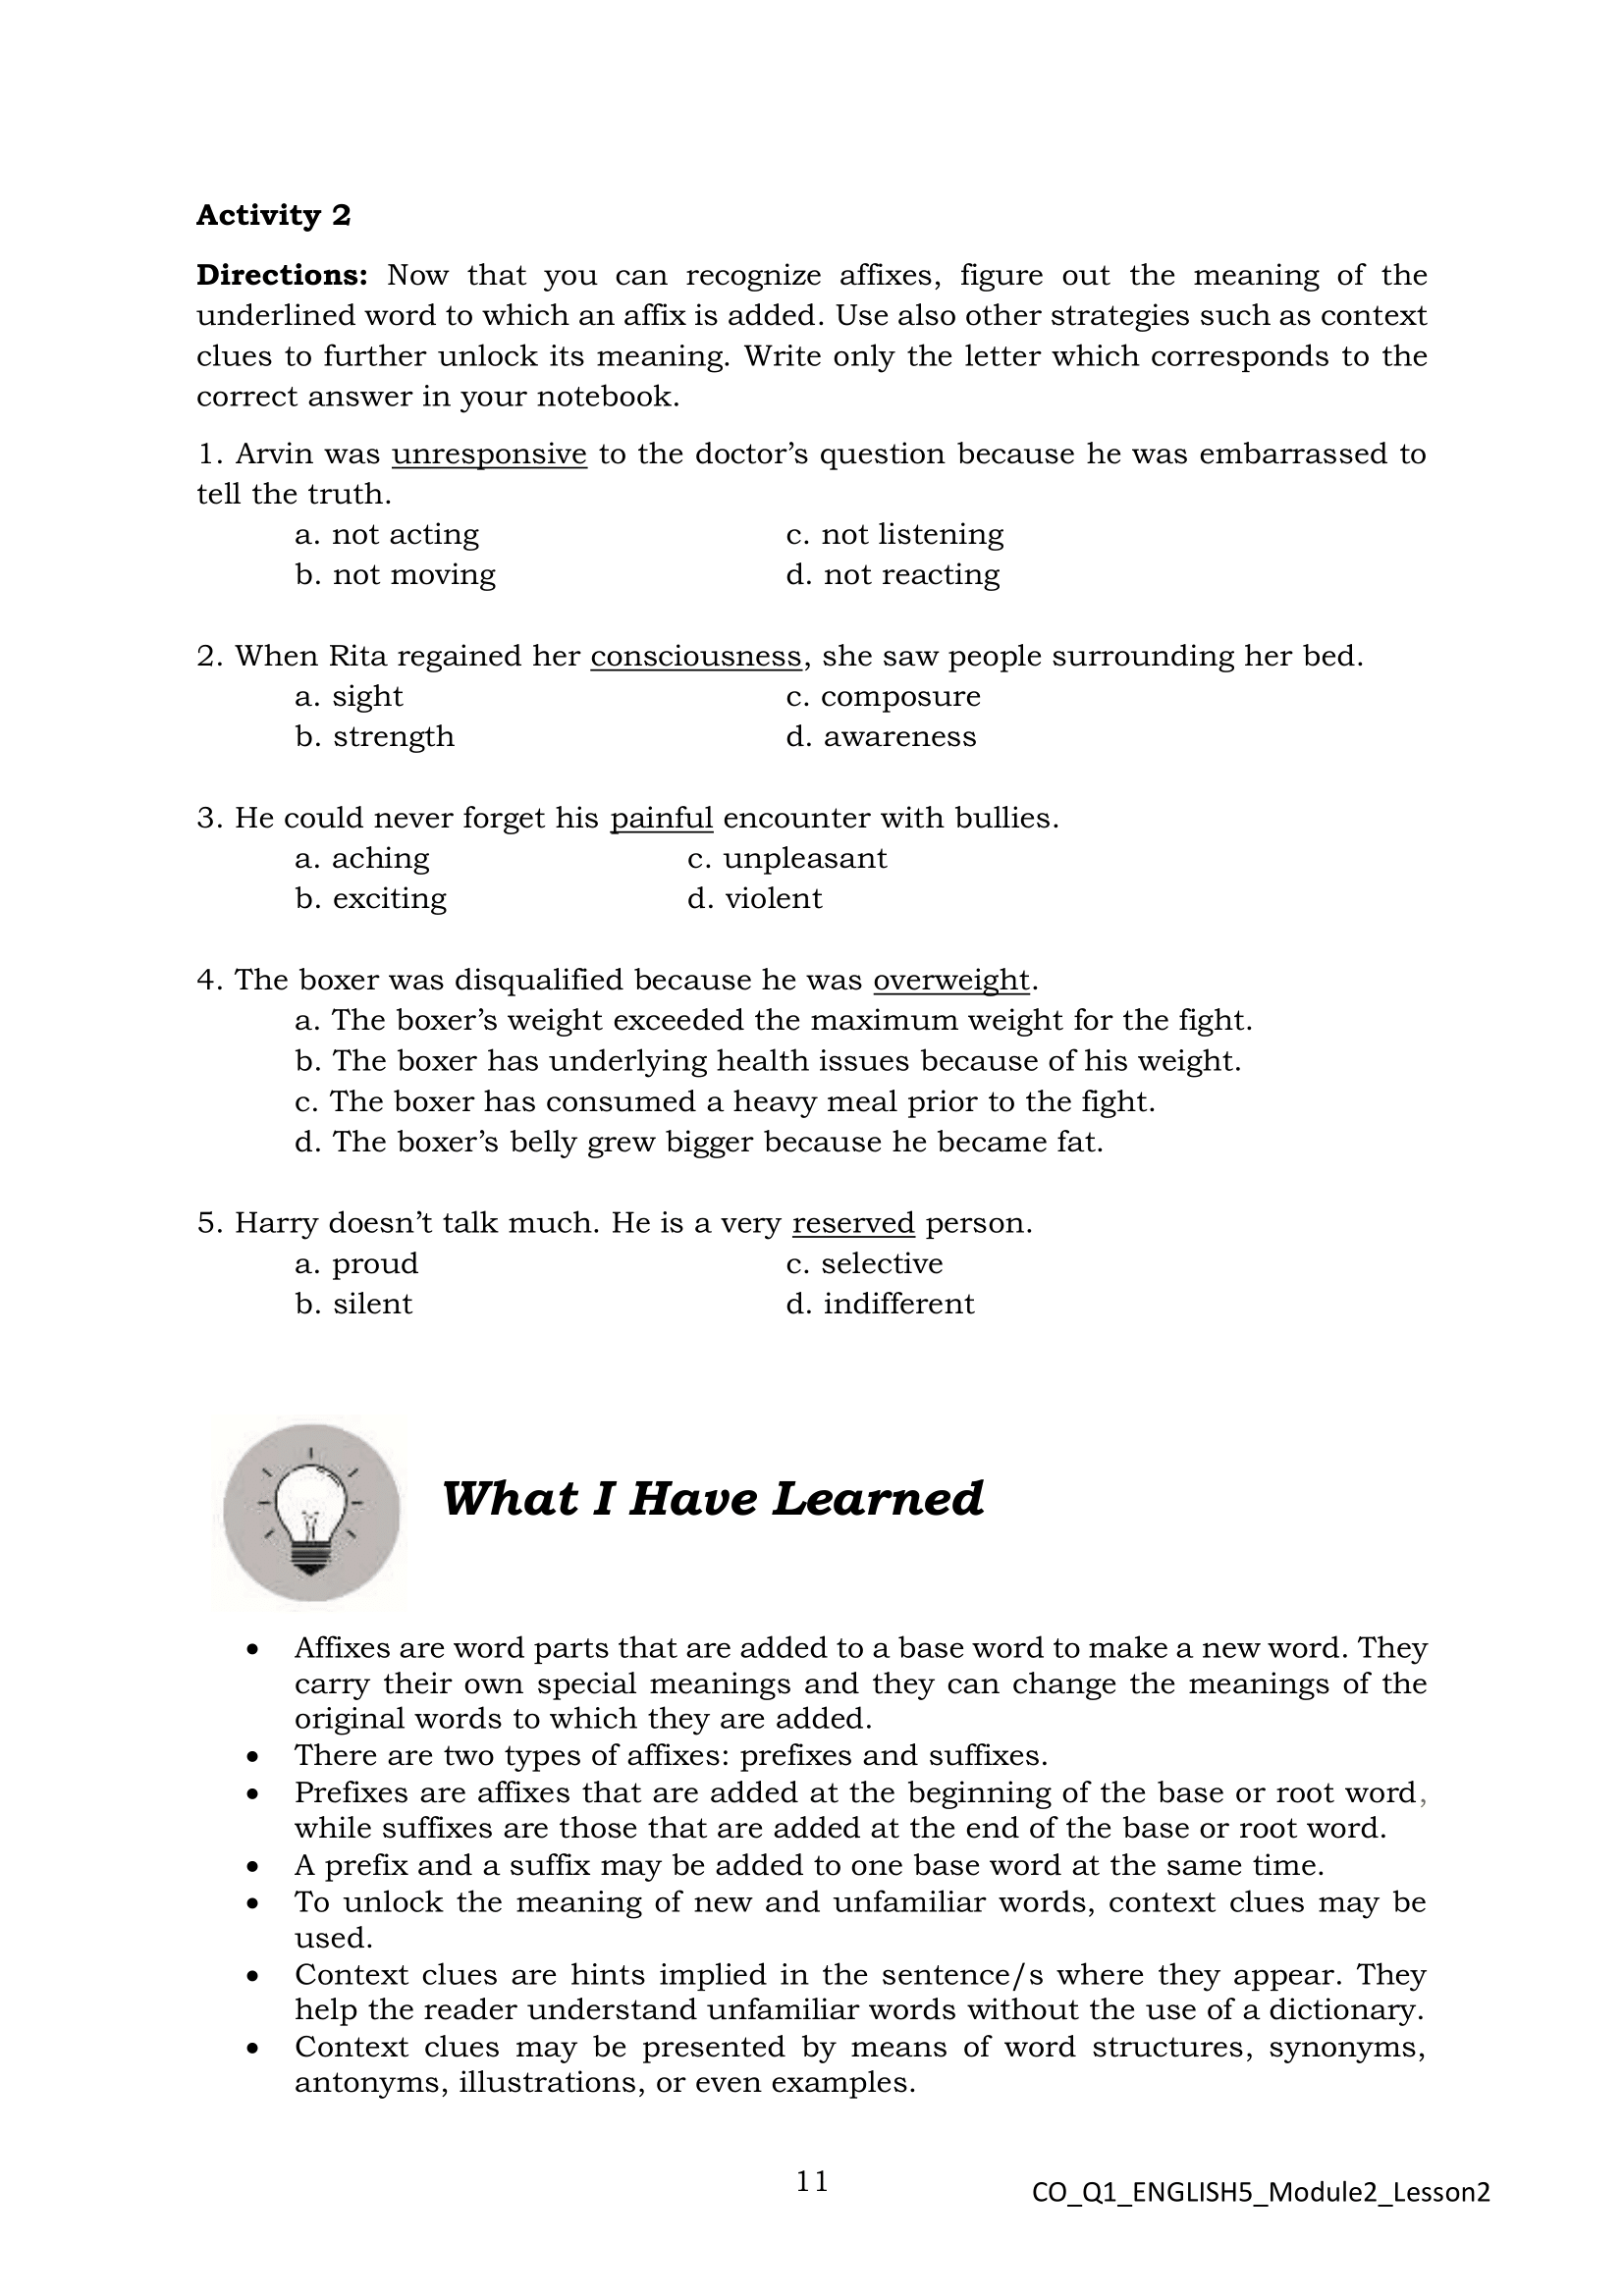 Activity 2
Directions: Now that you can recognize affixes, figure out the meaning of the
underlined word to which an affix is added. Use also other strategies such as context
clues to further unlock its meaning. Write only the letter which corresponds to the
correct answer in your notebook.
1. Arvin was unresponsive to the doctor’s question because he was embarrassed to
tell the truth.
a. not acting c. not listening
b. not moving d. not reacting
2. When Rita regained her consciousness, she saw people surrounding her bed.
a. sight c. composure
b. strength d. awareness
3. He could never forget his painful encounter with bullies.
a. aching c. unpleasant
b. exciting d. violent
4. The boxer was disqualified because he was overweight.
a. The boxer’s weight exceeded the maximum weight for the fight.
b. The boxer has underlying health issues because of his weight.
c. The boxer has consumed a heavy meal prior to the fight.
d. The boxer’s belly grew bigger because he became fat.
5. Harry doesn’t talk much. He is a very reserved person.
a. proud c. selective
b. silent d. indifferent
What I Have Learned
• Affixes are word parts that are added to a base word to make a new word. They
carry their own special meanings and they can change the meanings of the
original words to which they are added.
• There are two types of affixes: prefixes and suffixes.
• Prefixes are affixes that are added at the beginning of the base or root word,
while suffixes are those that are added at the end of the base or root word.
• A prefix and a suffix may be added to one base word at the same time.
• To unlock the meaning of new and unfamiliar words, context clues may be
used.
• Context clues are hints implied in the sentence/s where they appear. They
help the reader understand unfamiliar words without the use of a dictionary.
• Context clues may be presented by means of word structures, synonyms,
antonyms, illustrations, or even examples.
11
CO_Q1_ENGLISH5_Module2_Lesson2